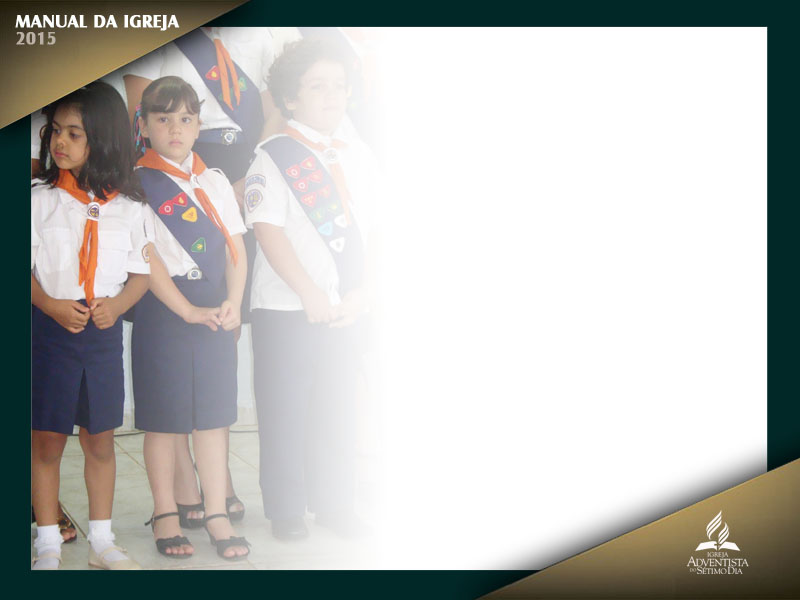 MANUAL DA IGREJA
2015
IGREJA
ADVENTISTA
DO SÉTIMO DIA